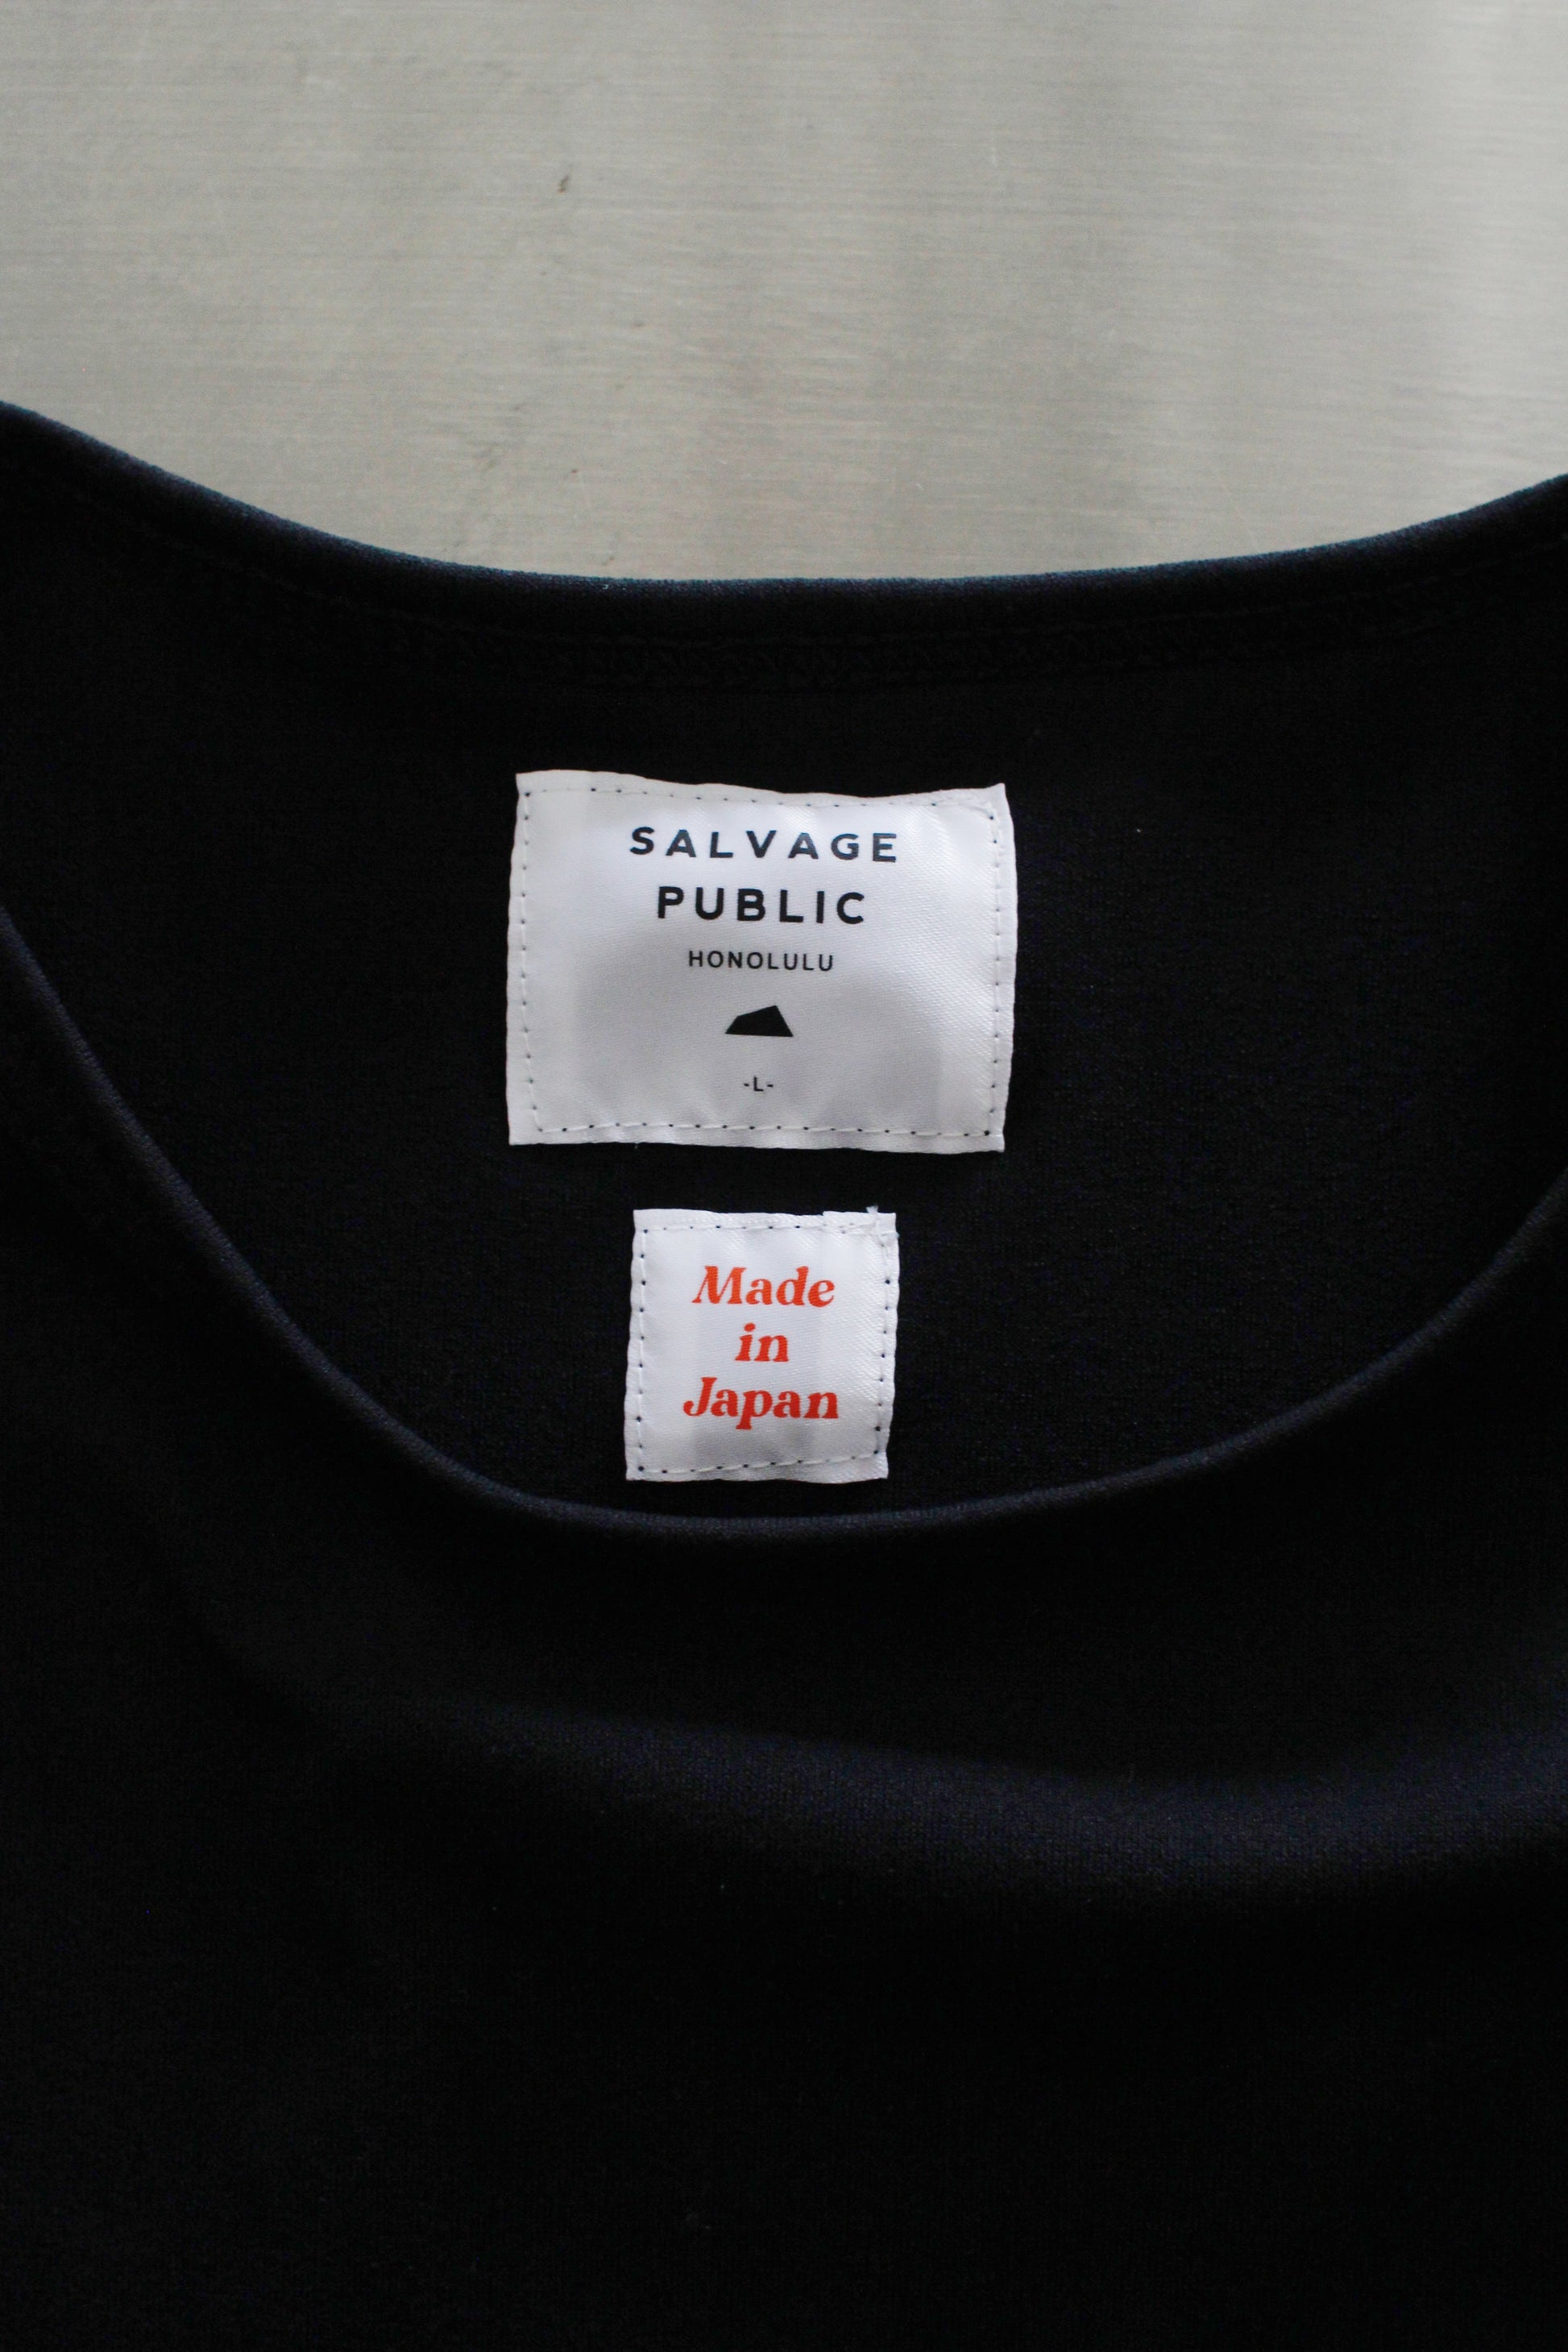 SALVAGE
PUBLIC
HONOLULU
-L-
Made
in
Japan